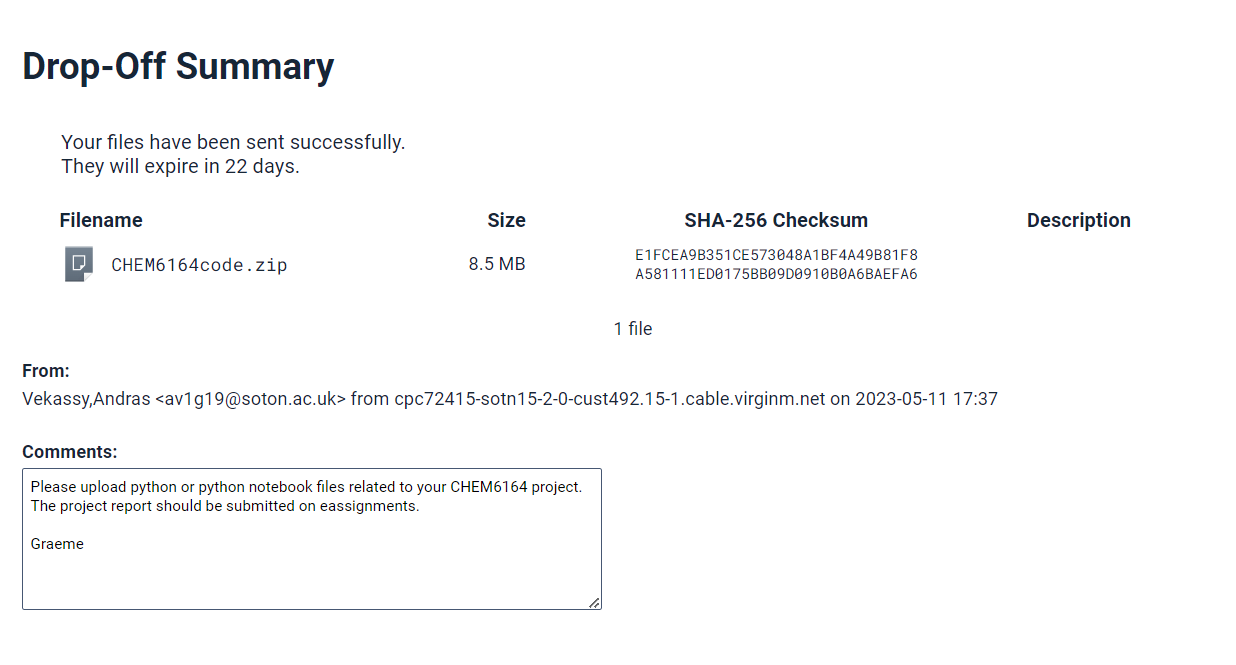 Drop-Off Summary
Your files have been sent successfully.
They will expire in 22 days.
Filename Size SHA-256 Checksum Description
CHEM6164code.zip 8.5 MB E1FCEA9B351CE573048A1BF4A49B81F8
A581111ED0175BB09D0910B0A6BAEFA6
1 file
From:
Vekassy,Andras <av1g19@soton.ac.uk> from cpc72415-sotn15-2-0-cust492.15-1.cable.virginm.net on 2023-05-11 17:37
Comments:
Please upload python or python notebook files related to your CHEM6164 project.
The project report should be submitted on eassignments.
Graeme